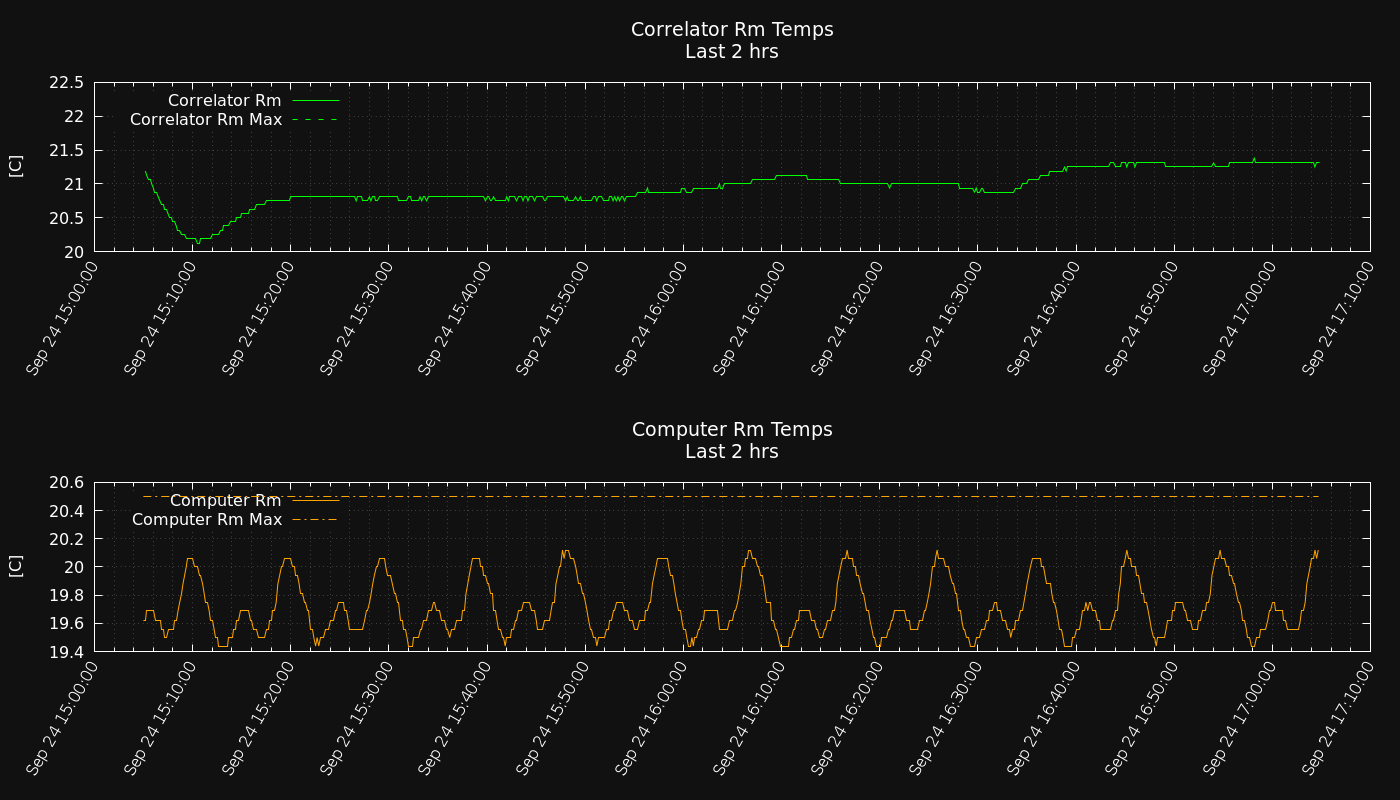 Correlator Rm Temps
Last 2 hrs
[C]
22.5
22
21.5
21
20.5
20
Correlator Rm
Correlator Rm Max
Sep 24 15:00:00
Sep 24 15:10:00
Sep 24 15:20:00
Sep 24 15:30:00
Sep 24 15:40:00
Sep 24 15:50:00
Sep 24 16:00:00
Sep 24 16:10:00
Sep 24 16:20:00
Sep 24 16:30:00
Sep 24 16:40:00
Sep 24 16:50:00
Sep 24 17:00:00
Sep 24 17:10:00
Computer Rm Temps
Last 2 hrs
[C]
20.6
20.4
20.2
20
19.8
19.6
19.4
Computer Rm
Computer Rm Max
Sep 24 15:00:00
Sep 24 15:10:00
Sep 24 15:20:00
Sep 24 15:30:00
Sep 24 15:40:00
Sep 24 15:50:00
Sep 24 16:00:00
Sep 24 16:10:00
Sep 24 16:20:00
Sep 24 16:30:00
Sep 24 16:40:00
Sep 24 16:50:00
Sep 24 17:00:00
Sep 24 17:10:00